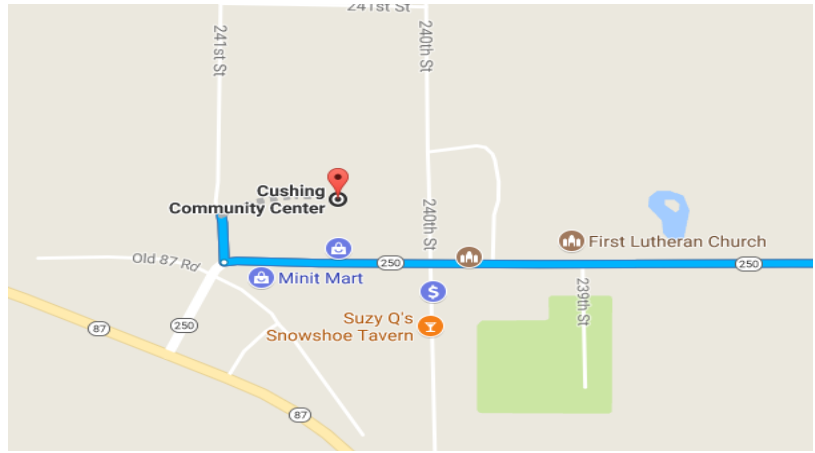 241st St
241st St
240th St
Cushing
Community Center
240th St
First Lutheran Church
Old 87 Rd
250
250
Minit Mart
$
239th St
Suzy Q's
Snowshoe Tavern
250
87
87